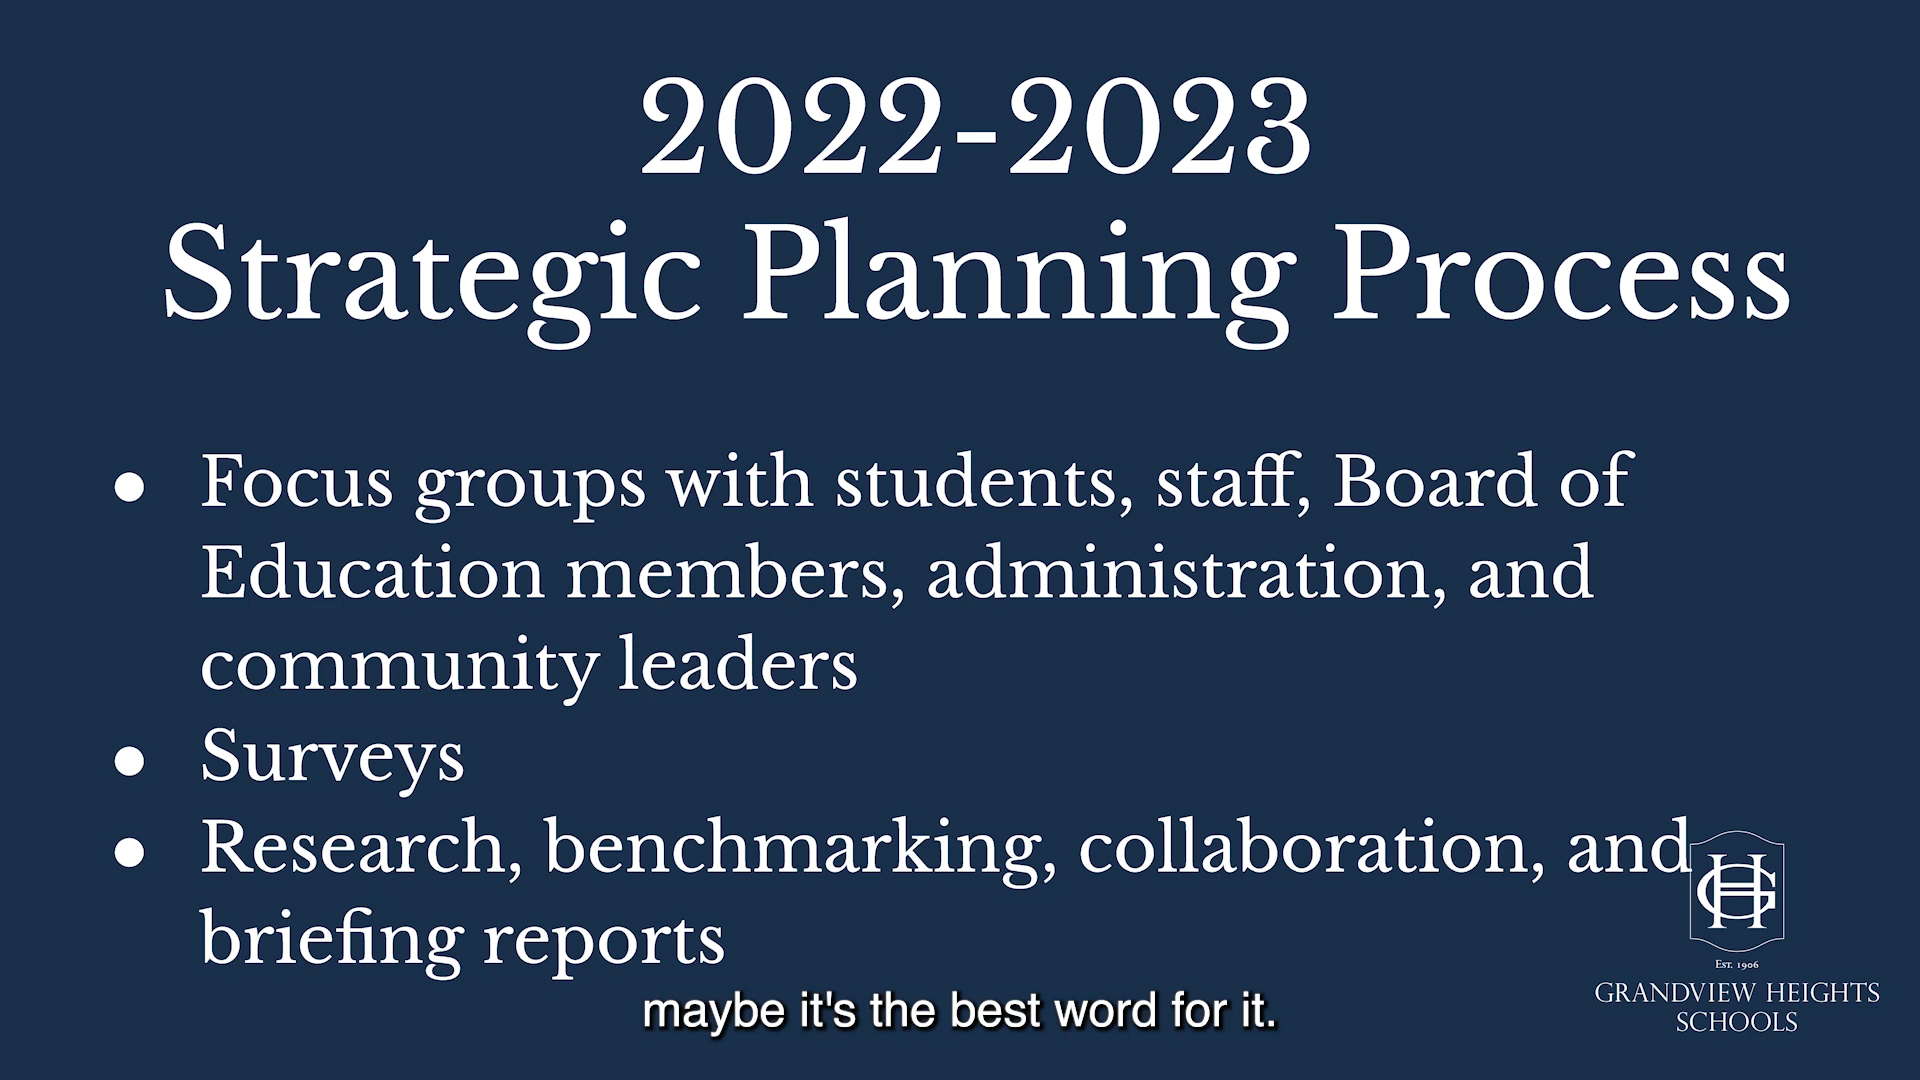 2022-2023
Strategic Planning Process
● Focus groups with students, staff, Board of
Education members, administration, and
community leaders
● Surveys
● Research, benchmarking, collaboration, and
briefing reports
GH
Est. 1906
GRANDVIEW HEIGHTS
SCHOOLS
maybe it's the best word for it.